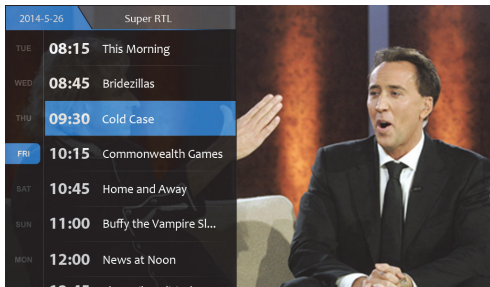 2014-5-26 Super RTL
TUE 08:15 This Morning
WED 08:45 Bridezillas
THU 09:30 Cold Case
FRI 10:15 Commonwealth Games
SAT 10:45 Home and Away
SUN 11:00 Buffy the Vampire Sl...
MON 12:00 News at Noon